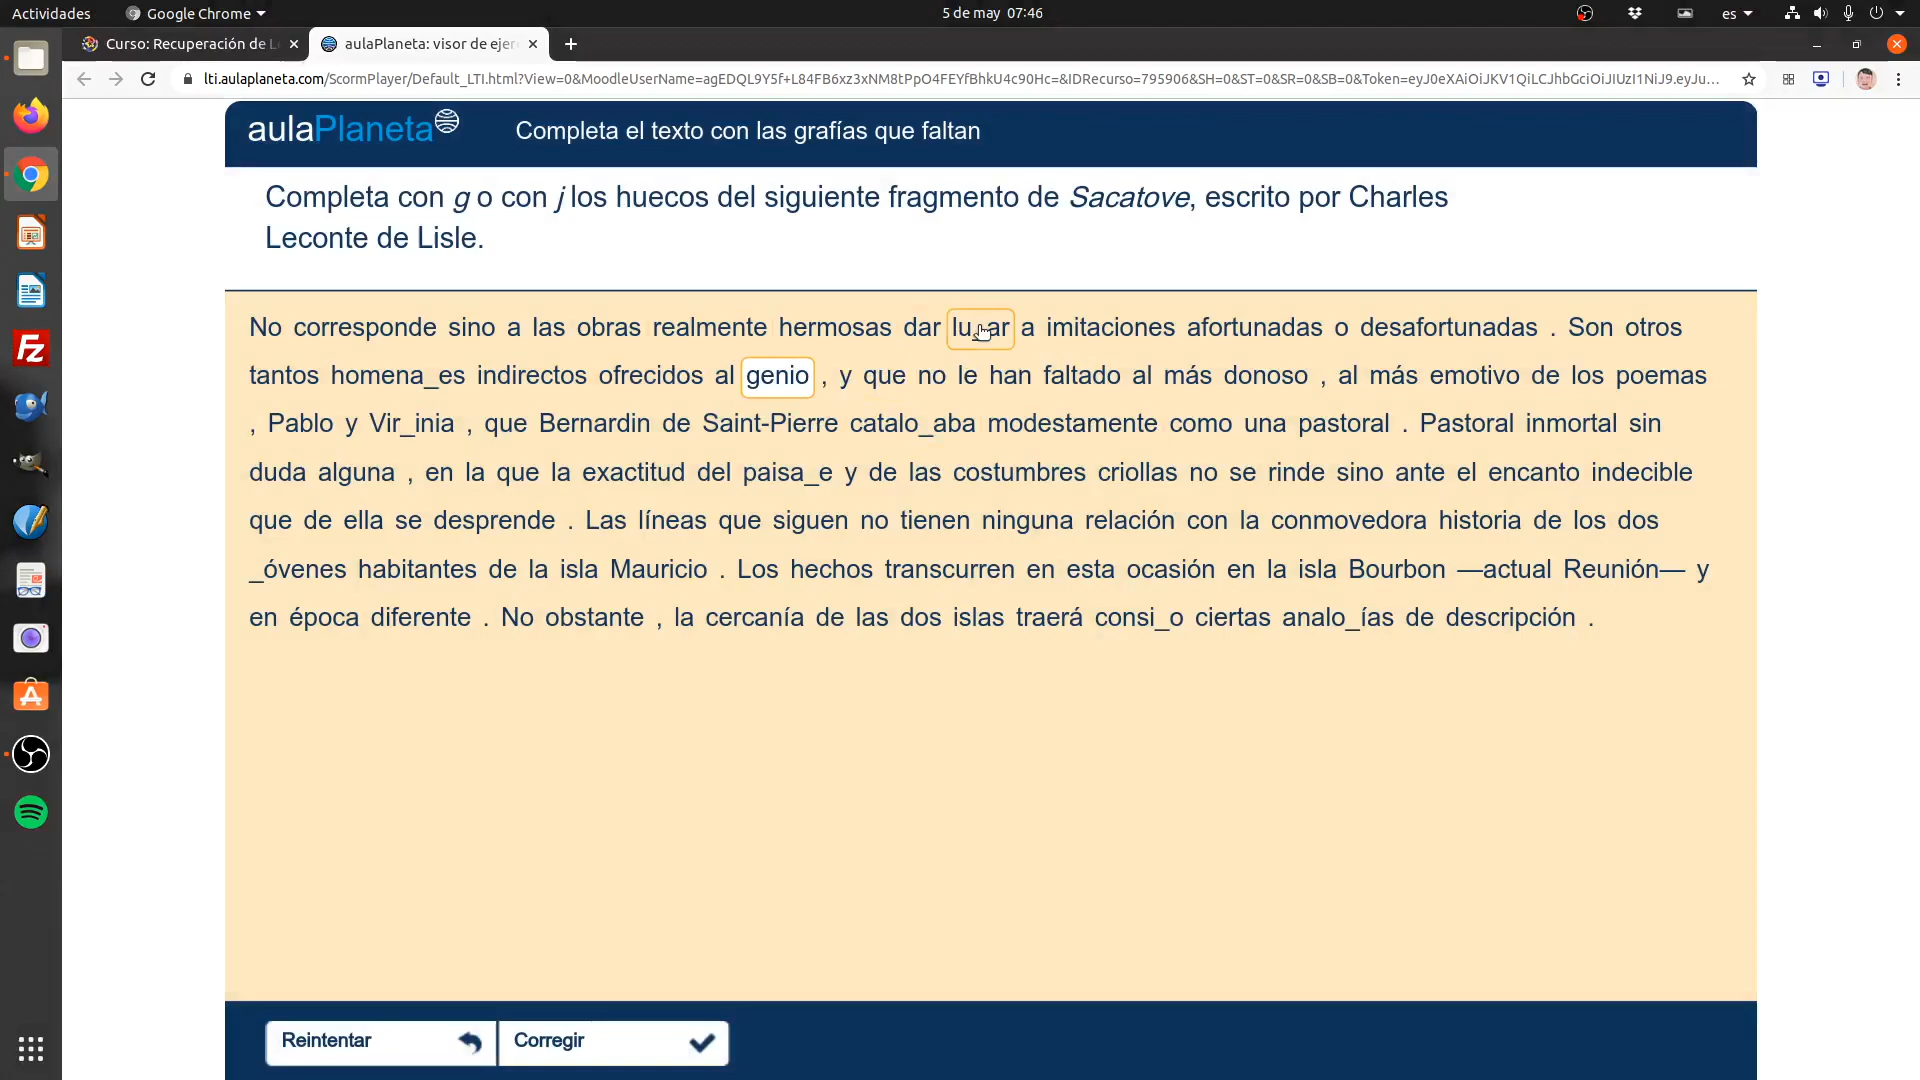 Actividades
Google Chrome
5 de may 07:46
es
Curso: Recuperación de L
aulaPlaneta: visor de ejer
lti.aulaplaneta.com/ScormPlayer/Default_LTI.html?View=0&MoodleUserName=agEDQL9Y5f+L84FB6xz3xNM8tPpO4FEYfBhkU4c90Hc=&IDRecurso=795906&SH=0&ST=0&SR=0&SB=0&Token=eyJ0eXAiOiJKV1QiLCJhbGciOiJIUzI1NiJ9.eyJu...
aulaPlaneta
Completa el texto con las grafías que faltan
Completa con g o con j los huecos del siguiente fragmento de Sacatove, escrito por Charles
Leconte de Lisle.
No corresponde sino a las obras realmente hermosas dar lu_ar a imitaciones afortunadas o desafortunadas . Son otros
tantos homena_es indirectos ofrecidos al genio , y que no le han faltado al más donoso , al más emotivo de los poemas
, Pablo y Vir_inia , que Bernardin de Saint-Pierre catalo_aba modestamente como una pastoral . Pastoral inmortal sin
duda alguna , en la que la exactitud del paisa_e y de las costumbres criollas no se rinde sino ante el encanto indecible
que de ella se desprende . Las líneas que siguen no tienen ninguna relación con la conmovedora historia de los dos
_óvenes habitantes de la isla Mauricio . Los hechos transcurren en esta ocasión en la isla Bourbon —actual Reunión— y
en época diferente . No obstante , la cercanía de las dos islas traerá consi_o ciertas analo_ías de descripción .
Reintentar
Corregir